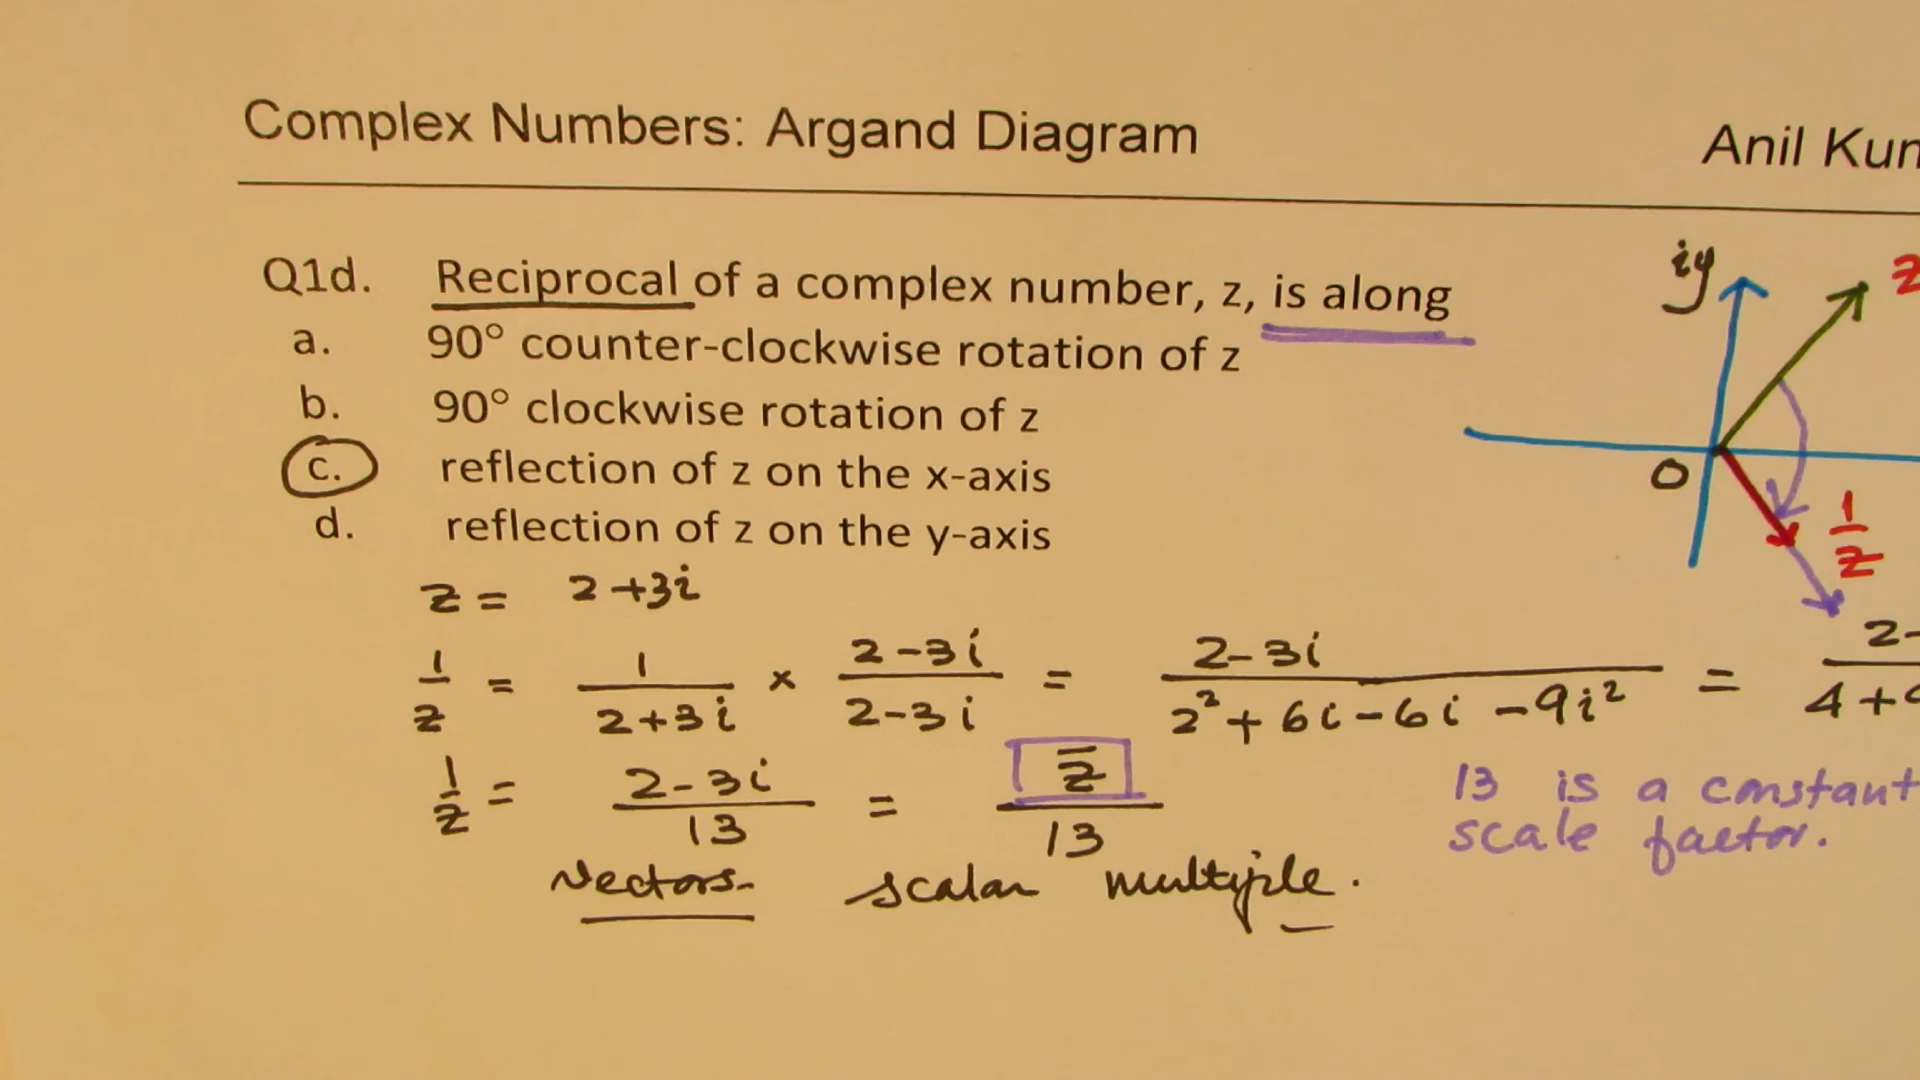 Complex Numbers: Argand Diagram
Anil Kun
Q1d. Reciprocal of a complex number, z, is along
a. 90° counter-clockwise rotation of z
b. 90° clockwise rotation of z
c. reflection of z on the x-axis
d. reflection of z on the y-axis
iy
z
O
1/z
z = 2+3i
1/z = 1/(2+3i) × (2-3i)/(2-3i) = (2-3i)/(2²+6i-6i-9i²) = 2-/4+
1/z = (2-3i)/13 = z̄/13
13 is a constant
scale factor.
Vectors- scalar multiple.